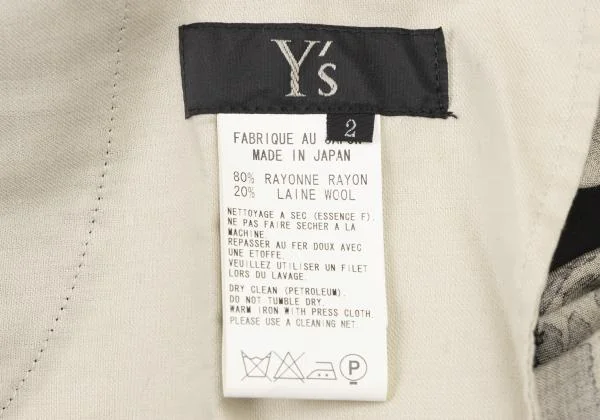 Y's
2
FABRIQUE AU JAPON
MADE IN JAPAN
80% RAYONNE RAYON
20% LAINE WOOL
NETTOYAGE A SEC (ESSENCE F).
NE PAS FAIRE SECHER A LA
MACHINE.
REPASSER AU FER DOUX AVEC
UNE ETOFFE.
VEUILLEZ UTILISER UN FILET
LORS DU LAVAGE.
DRY CLEAN (PETROLEUM).
DO NOT TUMBLE DRY.
WARM IRON WITH PRESS CLOTH.
PLEASE USE A CLEANING NET.
P